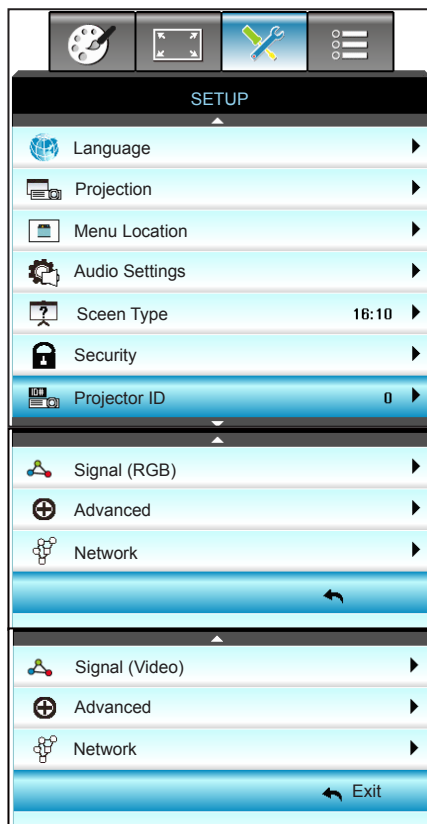 SETUP
Language
Projection
Menu Location
Audio Settings
?
Sceen Type 16:10
Security
ID#
Projector ID 0
Signal (RGB)
Advanced
Network
Signal (Video)
Advanced
Network
Exit